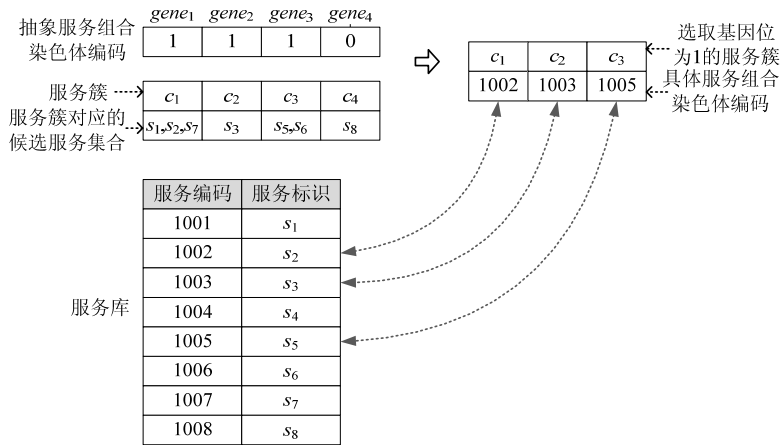 gene₁ gene₂ gene₃ gene₄
抽象服务组合
染色体编码
1 1 1 0
服务簇
c₁ c₂ c₃ c₄
服务簇对应的
候选服务集合
s₁,s₂,s₇ s₃ s₅,s₆ s₈
c₁ c₂ c₃
1002 1003 1005
选取基因位
为1的服务簇
具体服务组合
染色体编码
服务库
服务编码 服务标识
1001 s₁
1002 s₂
1003 s₃
1004 s₄
1005 s₅
1006 s₆
1007 s₇
1008 s₈